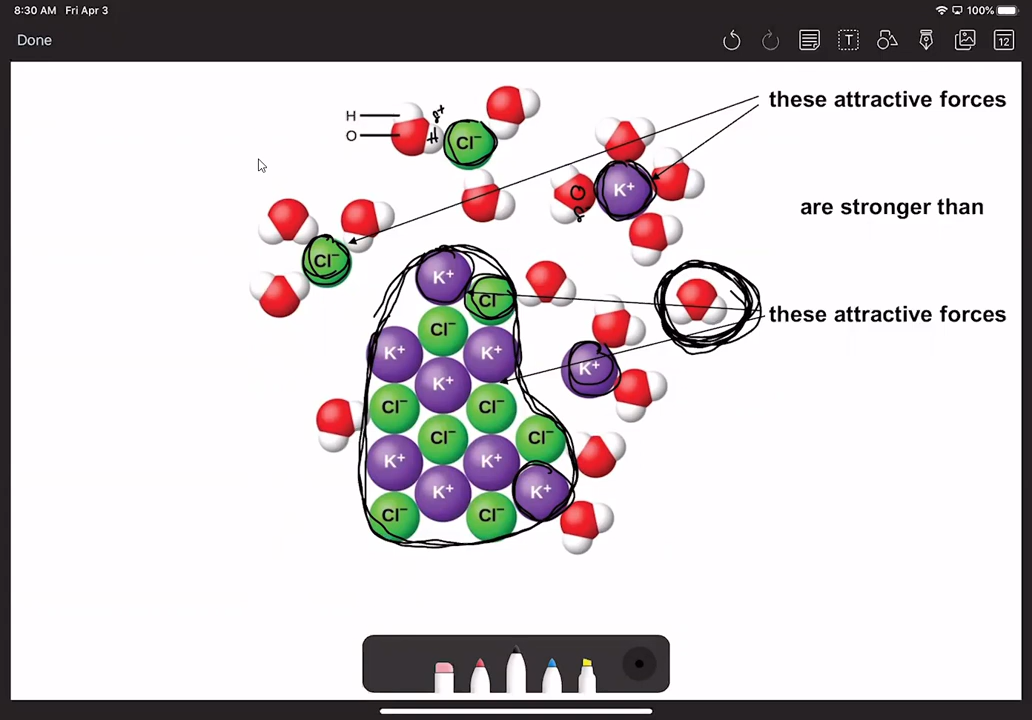 8:30 AM Fri Apr 3
100%
Done
T
12
these attractive forces
H
δ+
H
Cl⁻
O
K⁺
O
are stronger than
Cl⁻
K⁺
Cl
these attractive forces
Cl⁻
K⁺
K⁺
K⁺
K⁺
Cl⁻
Cl⁻
Cl⁻
Cl⁻
K⁺
K⁺
K⁺
K⁺
Cl⁻
Cl⁻